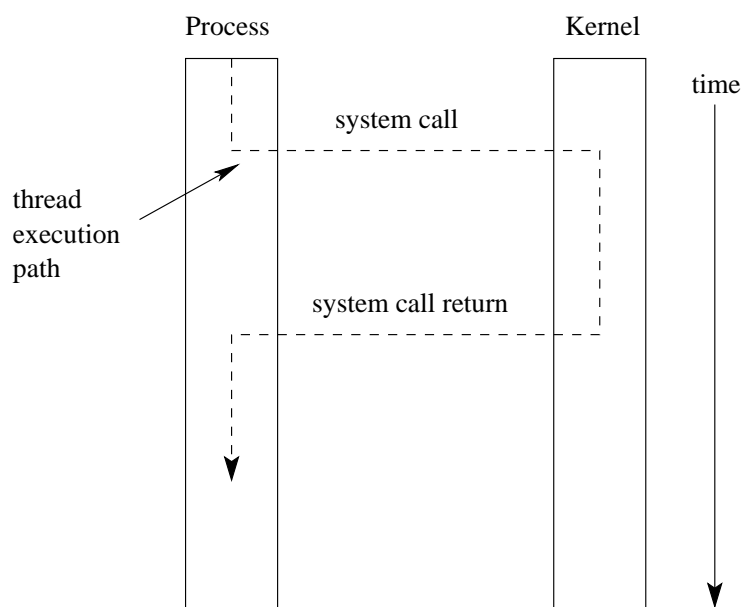 Process
Kernel
time
system call
thread
execution
path
system call return